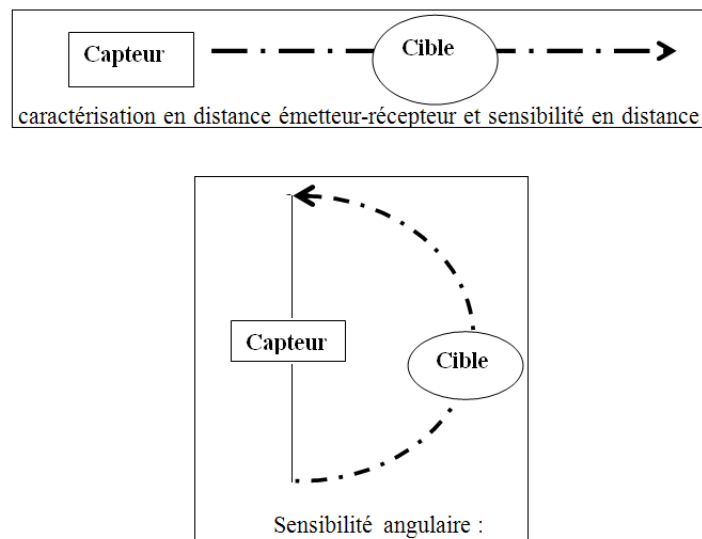 Capteur
Cible
caractérisation en distance émetteur-récepteur et sensibilité en distance
Capteur
Cible
Sensibilité angulaire :